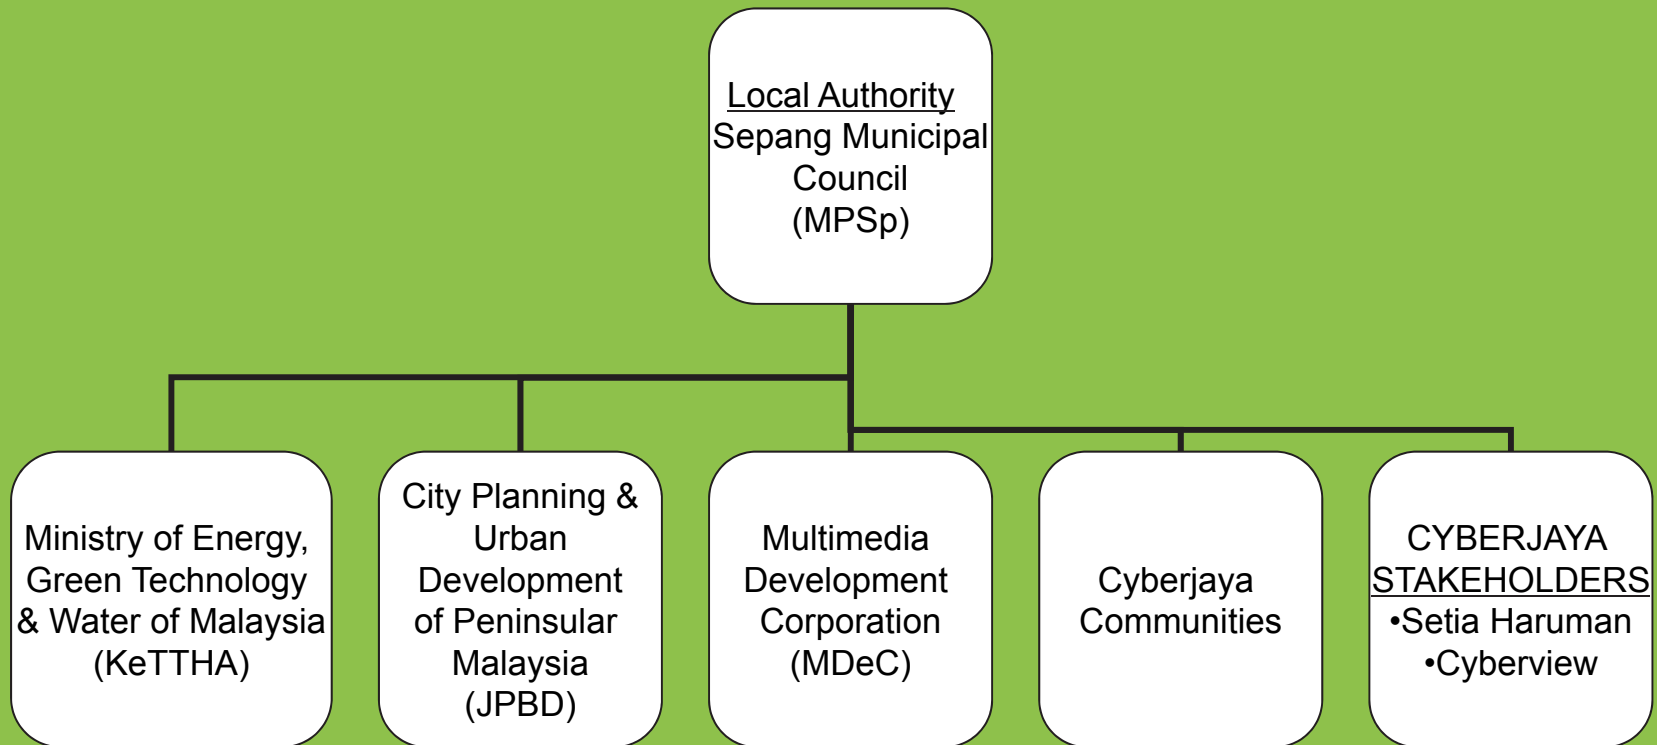 Local Authority
Sepang Municipal
Council
(MPSp)
Ministry of Energy,
Green Technology
& Water of Malaysia
(KeTTHA)
City Planning &
Urban
Development
of Peninsular
Malaysia
(JPBD)
Multimedia
Development
Corporation
(MDeC)
Cyberjaya
Communities
CYBERJAYA
STAKEHOLDERS
•Setia Haruman
•Cyberview